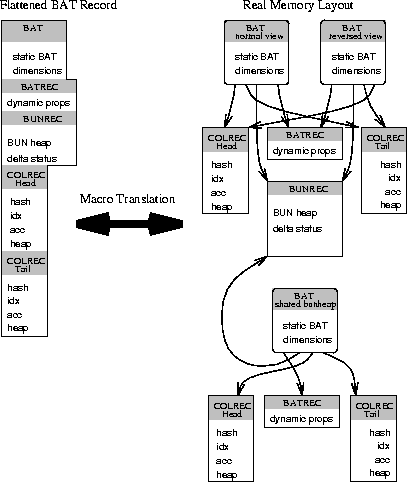 Flattened BAT Record
BAT
static BAT
dimensions
BATREC
dynamic props
BUNREC
BUN heap
delta status
COLREC
Head
hash
idx
acc
heap
COLREC
Tail
hash
idx
acc
heap
Macro Translation
Real Memory Layout
BAT
normal view
static BAT
dimensions
BAT
reversed view
static BAT
dimensions
COLREC
Head
hash
idx
acc
heap
BATREC
dynamic props
COLREC
Tail
hash
idx
acc
heap
BUNREC
BUN heap
delta status
BAT
shared bunheap
static BAT
dimensions
COLREC
Head
hash
idx
acc
heap
BATREC
dynamic props
COLREC
Tail
hash
idx
acc
heap